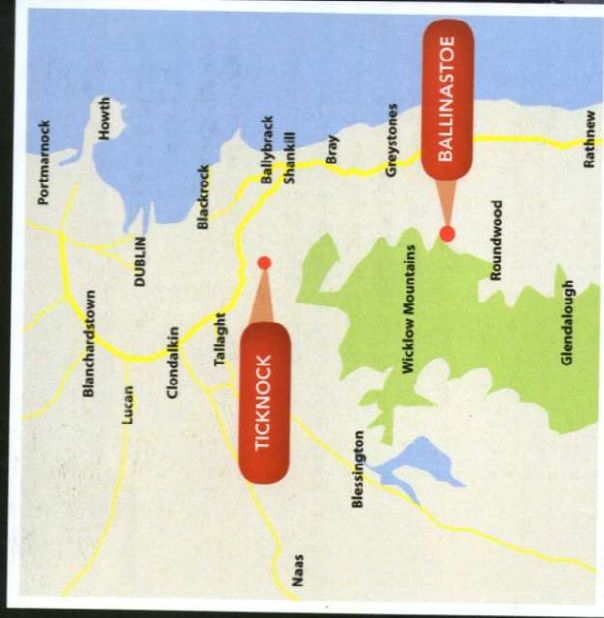 Portmarnock
Blanchardstown
Howth
Lucan
DUBLIN
Clondalkin
Blackrock
Tallaght
TICKNOCK
Ballybrack
Shankill
Naas
Bray
Blessington
Greystones
Wicklow Mountains
BALLINASTOE
Roundwood
Glendalough
Rathnew